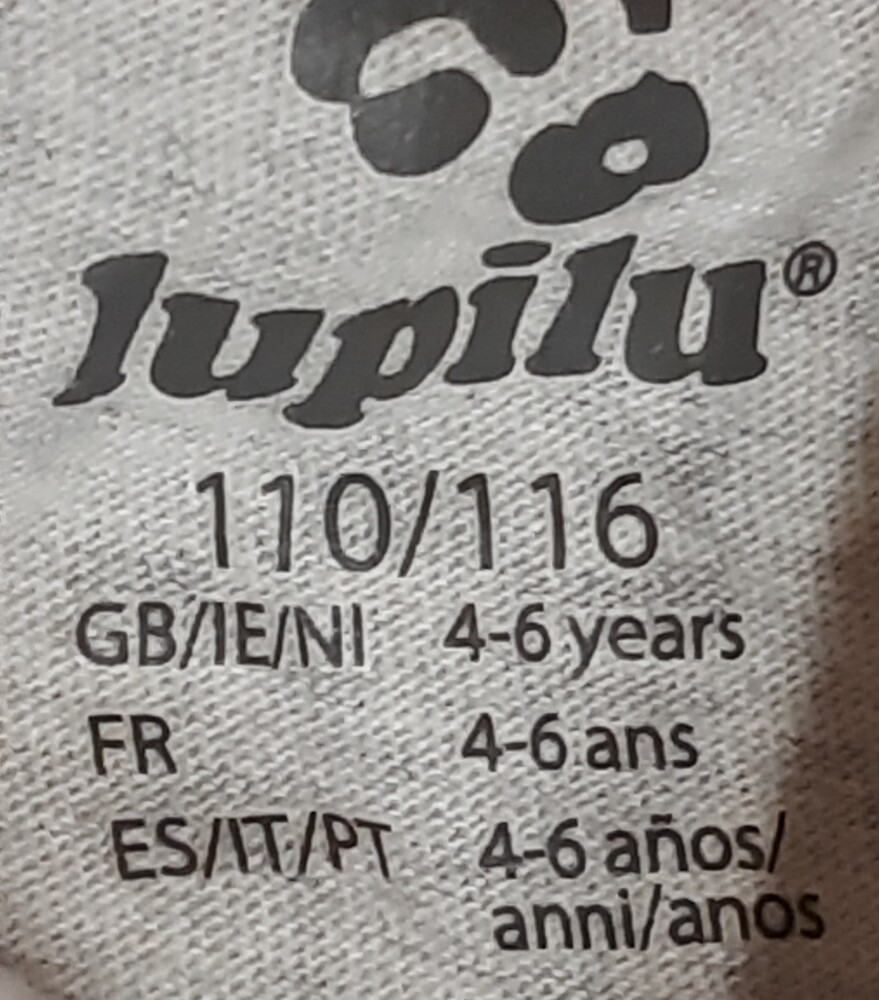 lupilu®
110/116
GB/IE/NI 4-6 years
FR 4-6 ans
ES/IT/PT 4-6 años/
anni/anos